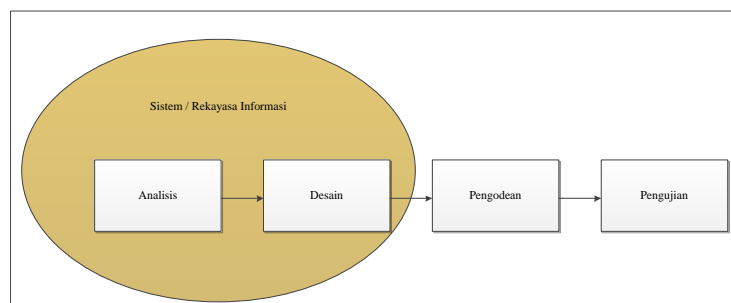 Sistem / Rekayasa Informasi
Analisis
Desain
Pengodean
Pengujian